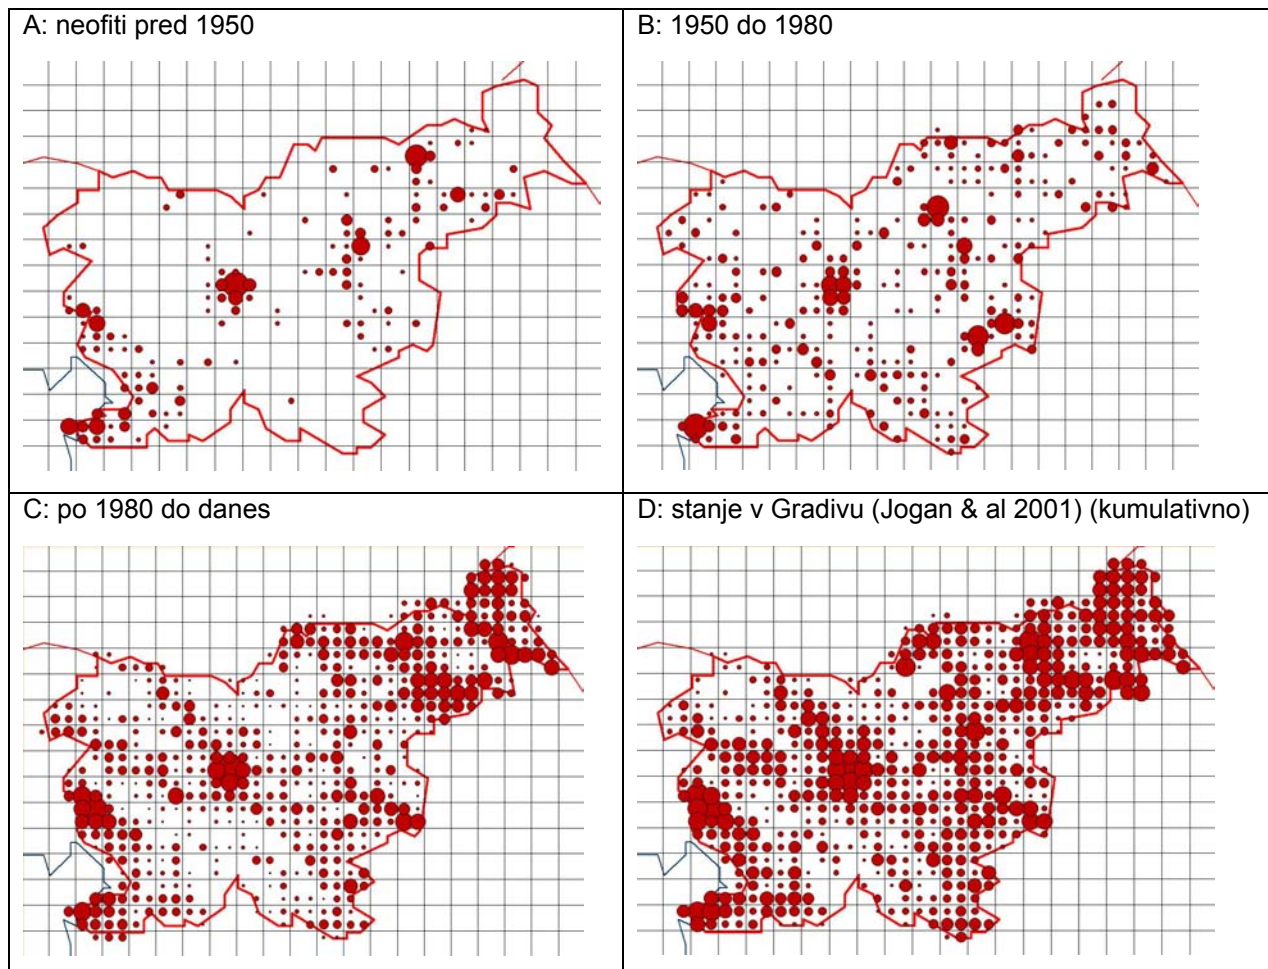 A: neofiti pred 1950
B: 1950 do 1980
C: po 1980 do danes
D: stanje v Gradivu (Jogan & al 2001) (kumulativno)